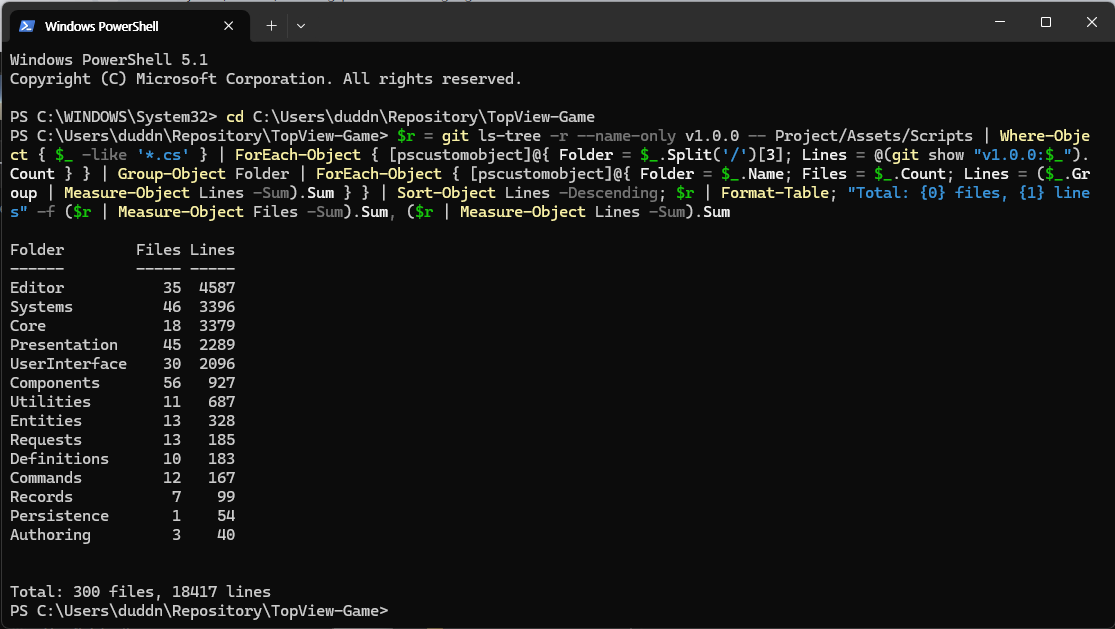 Windows PowerShell
Windows PowerShell 5.1
Copyright (C) Microsoft Corporation. All rights reserved.
PS C:\WINDOWS\System32> cd C:\Users\duddn\Repository\TopView-Game
PS C:\Users\duddn\Repository\TopView-Game> $r = git ls-tree -r --name-only v1.0.0 -- Project/Assets/Scripts | Where-Obje
ct { $_ -like '*.cs' } | ForEach-Object { [pscustomobject]@{ Folder = $_.Split('/')[3]; Lines = @(git show "v1.0.0:$_").
Count } } | Group-Object Folder | ForEach-Object { [pscustomobject]@{ Folder = $_.Name; Files = $_.Count; Lines = ($_.Gr
oup | Measure-Object Lines -Sum).Sum } } | Sort-Object Lines -Descending; $r | Format-Table; "Total: {0} files, {1} line
s" -f ($r | Measure-Object Files -Sum).Sum, ($r | Measure-Object Lines -Sum).Sum
Folder Files Lines
------ ----- -----
Editor 35 4587
Systems 46 3396
Core 18 3379
Presentation 45 2289
UserInterface 30 2096
Components 56 927
Utilities 11 687
Entities 13 328
Requests 13 185
Definitions 10 183
Commands 12 167
Records 7 99
Persistence 1 54
Authoring 3 40
Total: 300 files, 18417 lines
PS C:\Users\duddn\Repository\TopView-Game>